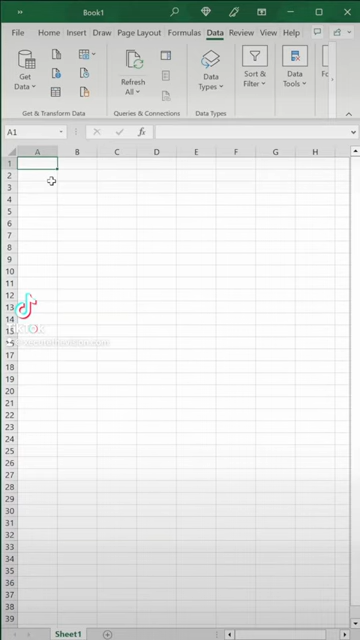 Book1
File Home Insert Draw Page Layout Formulas Data Review View Help
Get Data
Refresh All
Data Types
Sort & Filter
Data Tools
Fo
Get & Transform Data
Queries & Connections
Data Types
A1
fx
A B C D E F G H
1
2
3
4
5
6
7
8
9
10
11
12
13
14
15
16
17
18
19
20
21
22
23
24
25
26
27
28
29
30
31
32
33
34
35
36
37
38
39
Sheet1